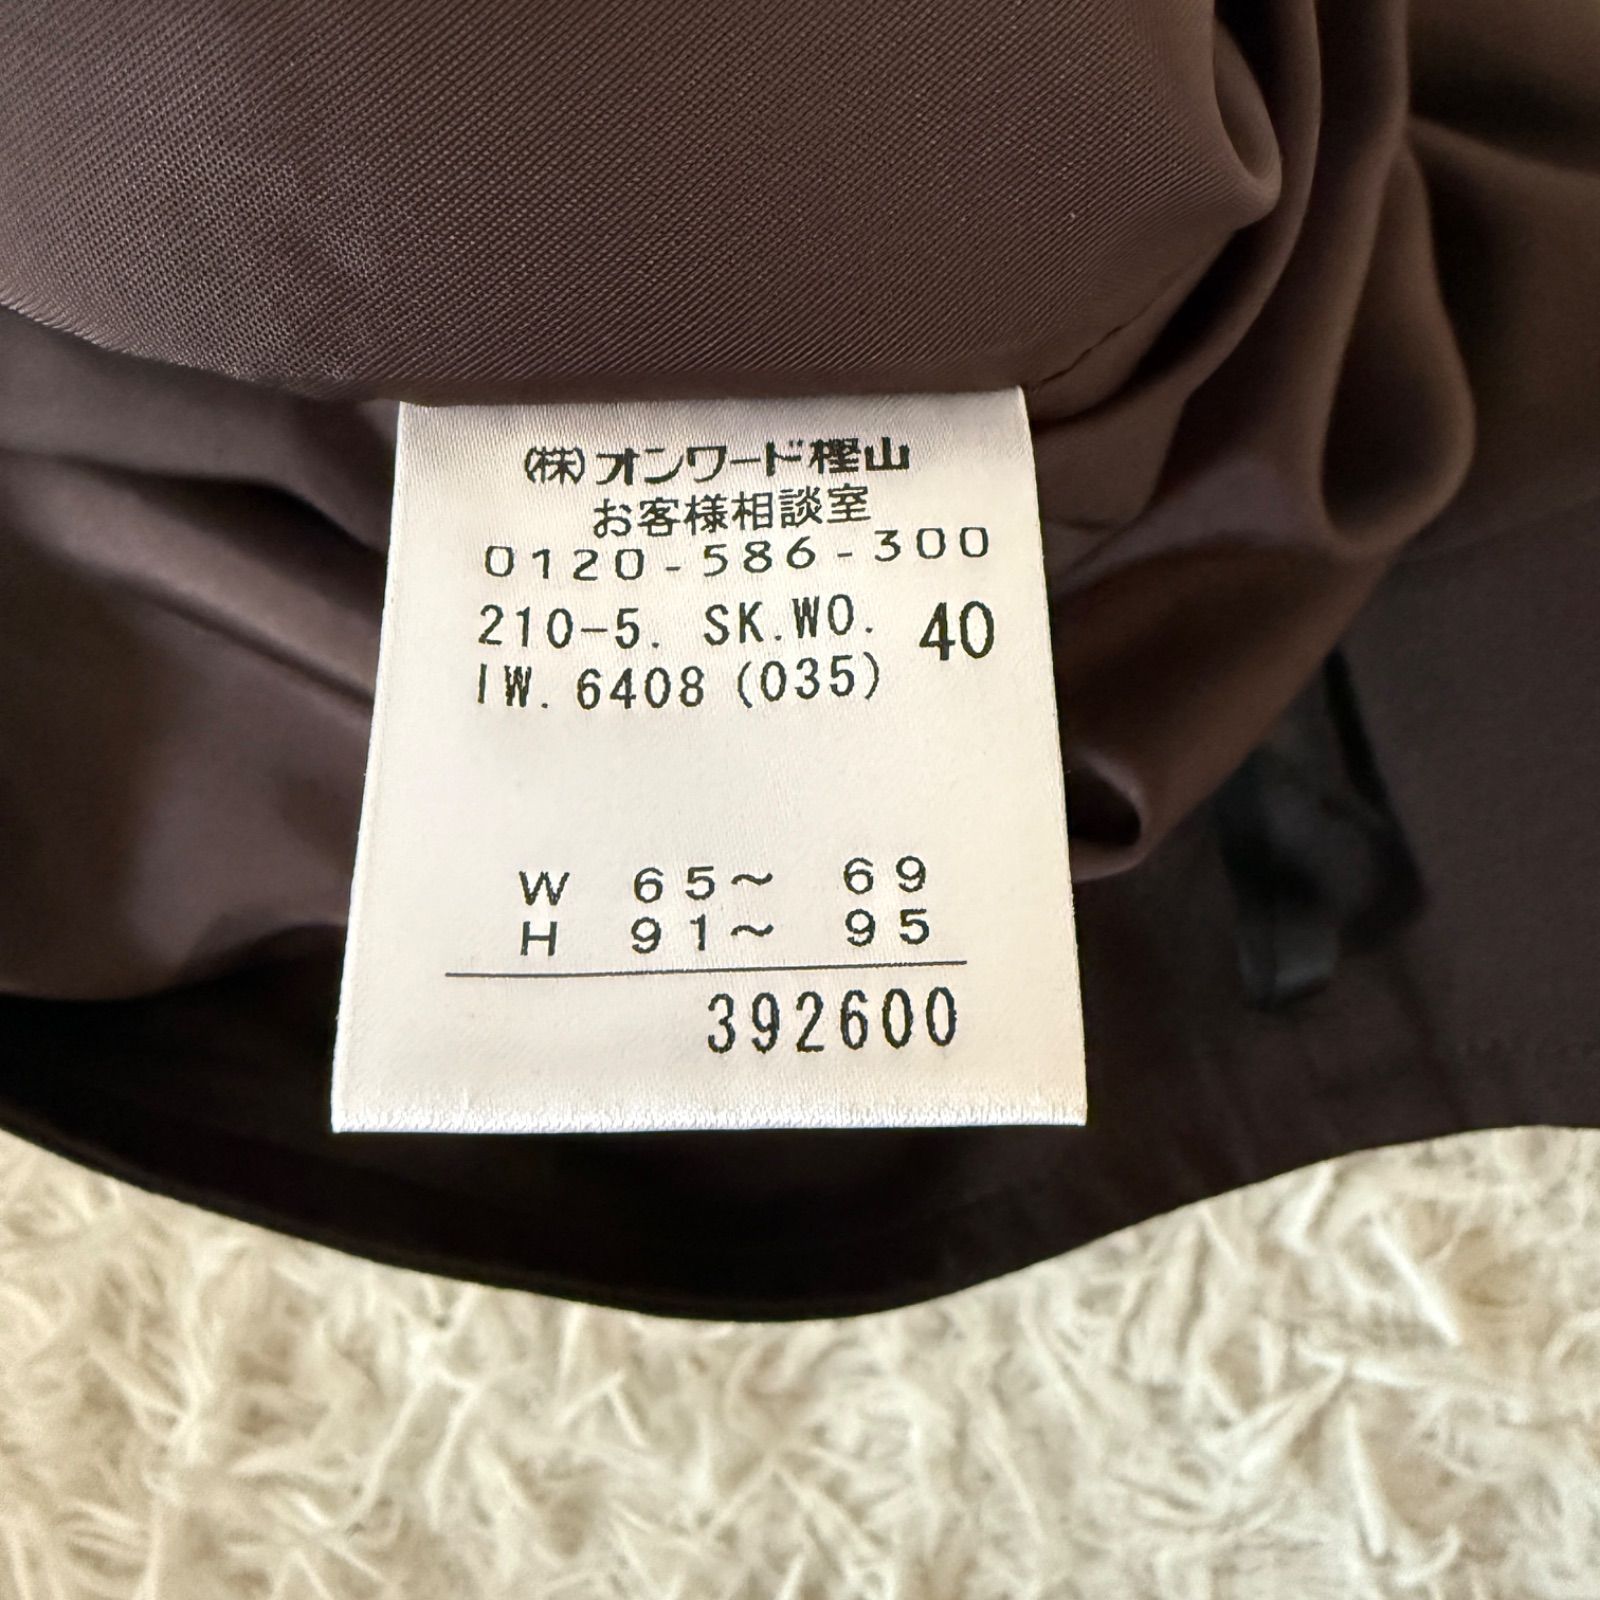 (株)オンワード樫山
お客様相談室
0120-586-300
210-5. SK.WO. 40
IW. 6408 (035)
W 65～ 69
H 91～ 95
392600